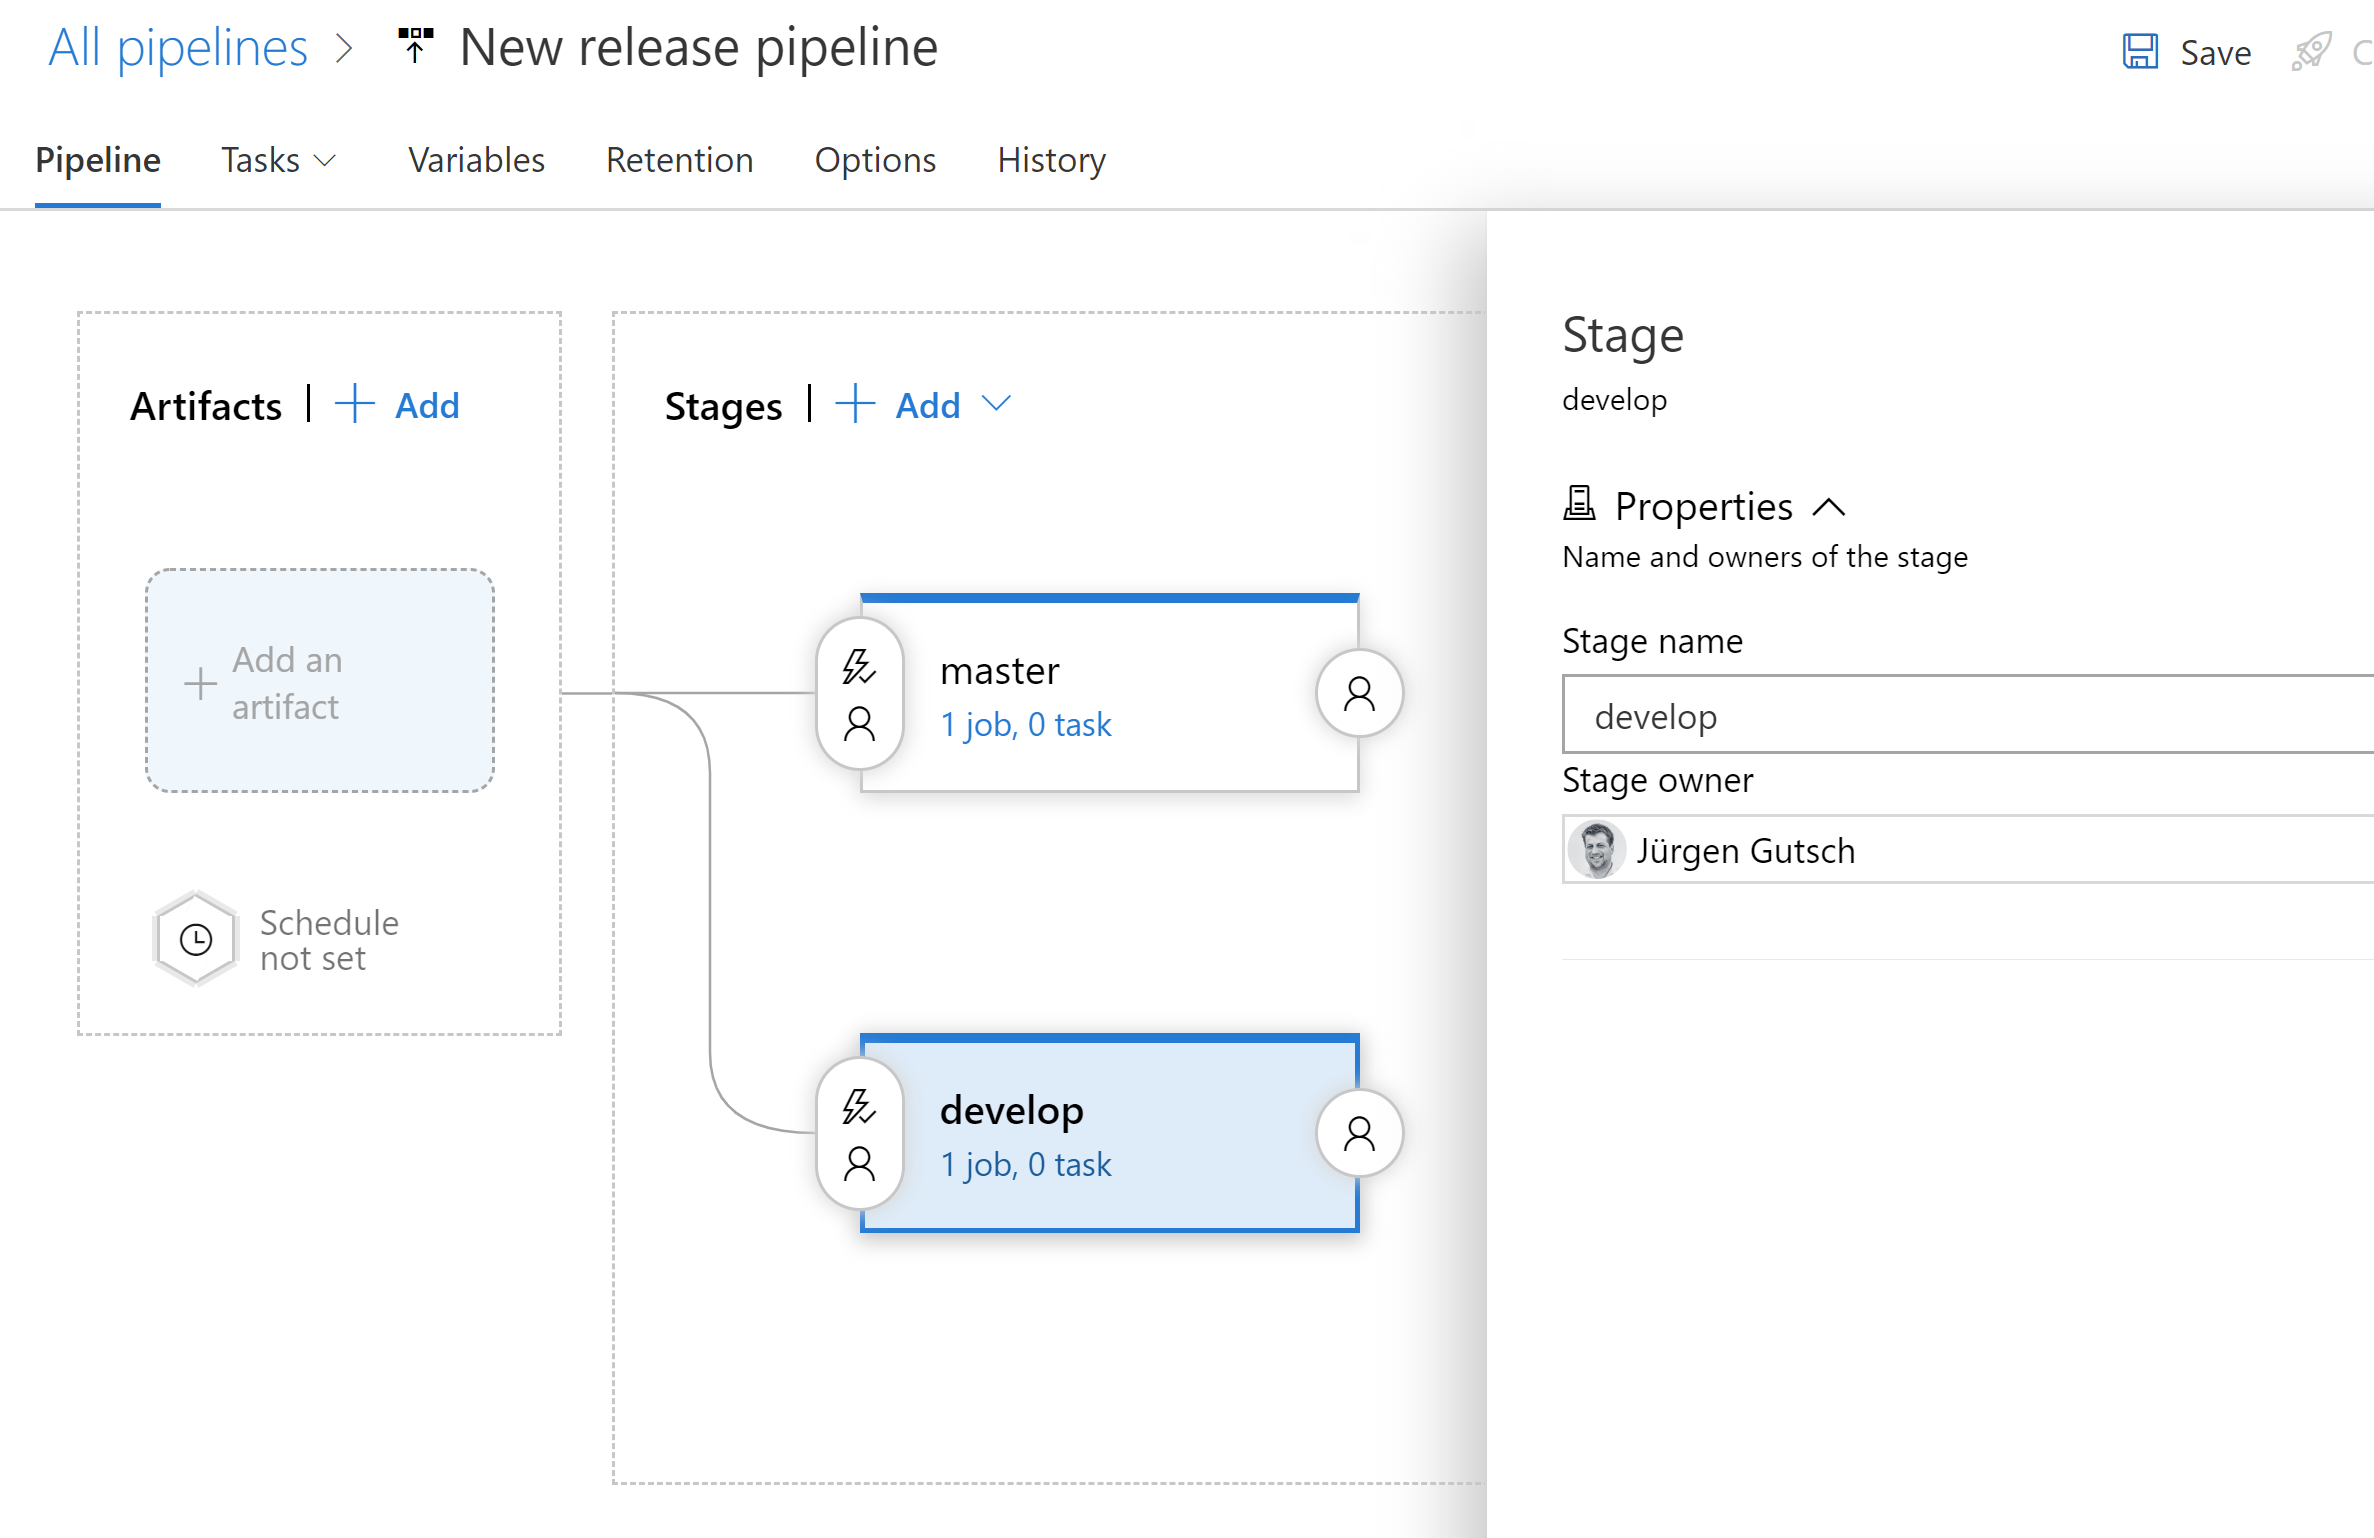 All pipelines
New release pipeline
Save
C
Pipeline
Tasks
Variables
Retention
Options
History
Artifacts
Add
Add an
artifact
Schedule
not set
Stages
Add
master
1 job, 0 task
develop
1 job, 0 task
Stage
develop
Properties
Name and owners of the stage
Stage name
develop
Stage owner
Jürgen Gutsch